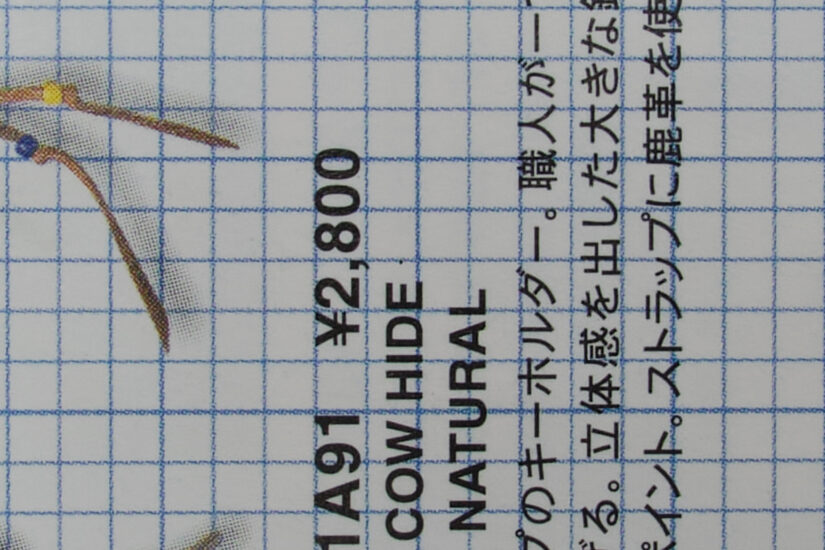 1A91 ¥2,800
COW HIDE
NATURAL
プのキーホルダー。職人が一
げる。立体感を出した大きな
ポイント。ストラップに鹿革を使